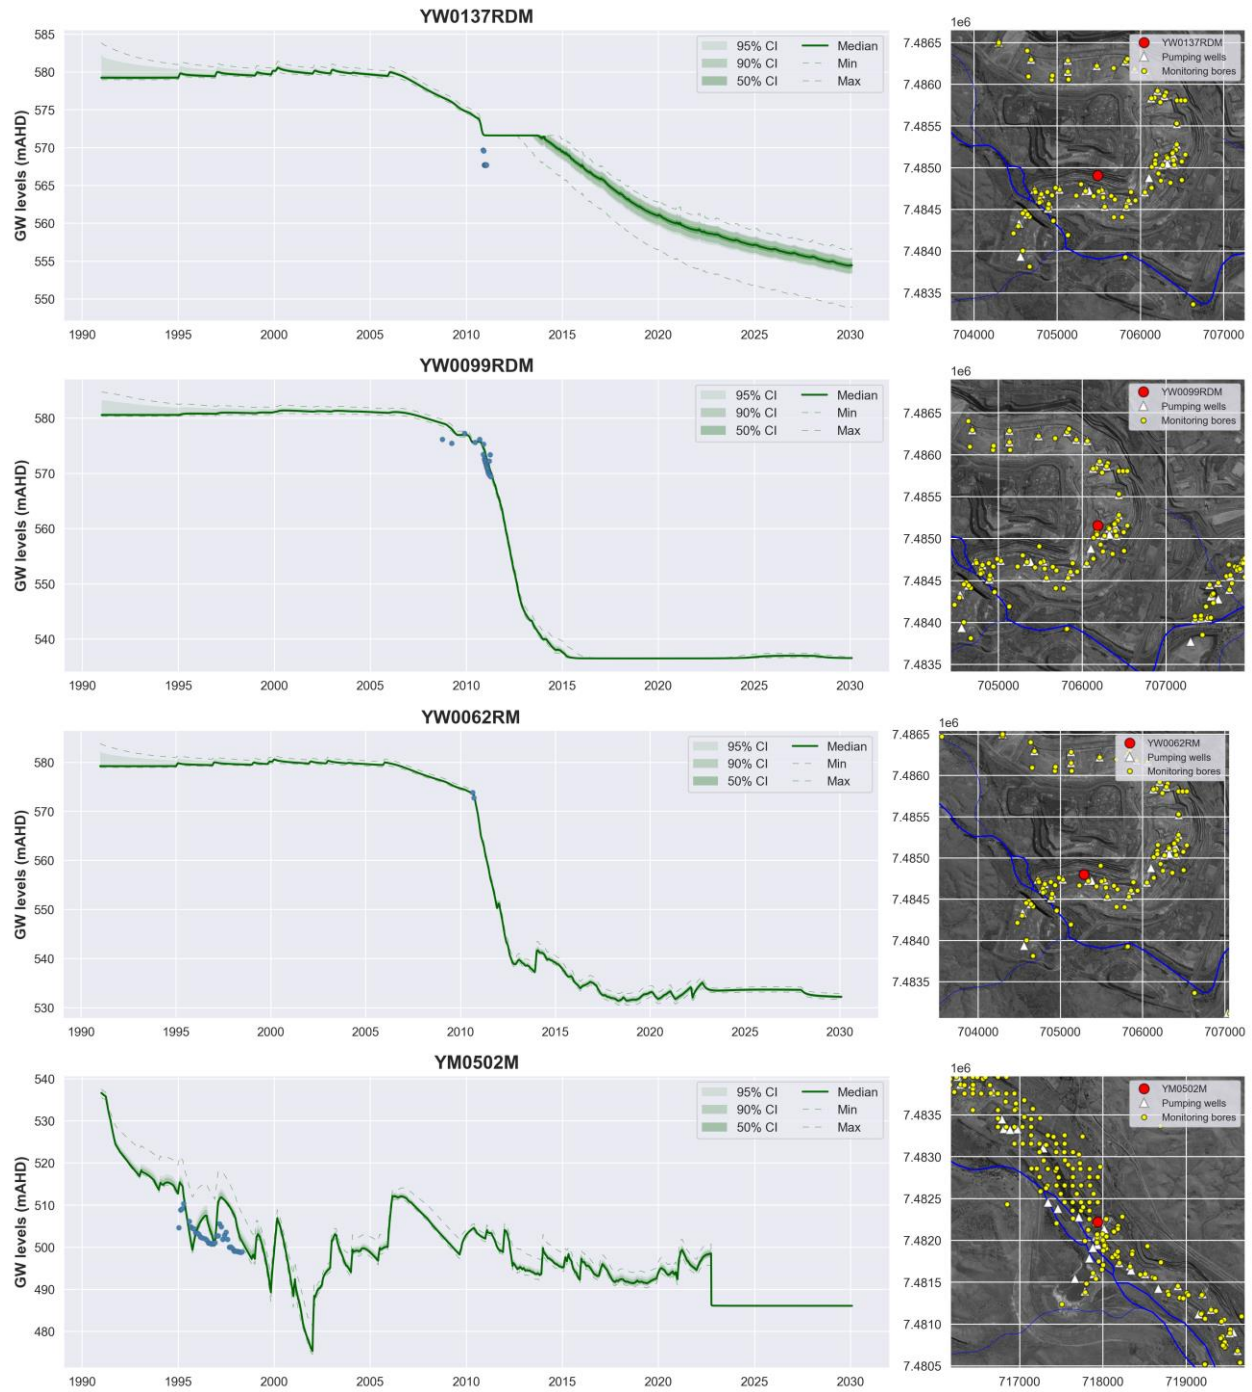 YW0137RDM
GW levels (mAHD)
585
580
575
570
565
560
555
550
1990 1995 2000 2005 2010 2015 2020 2025 2030
95% CI Median
90% CI Min
50% CI Max
1e6
7.4865
7.4860
7.4855
7.4850
7.4845
7.4840
7.4835
704000 705000 706000 707000
YW0137RDM
Pumping wells
Monitoring bores
YW0099RDM
GW levels (mAHD)
580
570
560
550
540
1990 1995 2000 2005 2010 2015 2020 2025 2030
95% CI Median
90% CI Min
50% CI Max
1e6
7.4865
7.4860
7.4855
7.4850
7.4845
7.4840
7.4835
705000 706000 707000
YW0099RDM
Pumping wells
Monitoring bores
YW0062RM
GW levels (mAHD)
580
570
560
550
540
530
1990 1995 2000 2005 2010 2015 2020 2025 2030
95% CI Median
90% CI Min
50% CI Max
1e6
7.4865
7.4860
7.4855
7.4850
7.4845
7.4840
7.4835
704000 705000 706000 707000
YW0062RM
Pumping wells
Monitoring bores
YM0502M
GW levels (mAHD)
540
530
520
510
500
490
480
1990 1995 2000 2005 2010 2015 2020 2025 2030
95% CI Median
90% CI Min
50% CI Max
1e6
7.4835
7.4830
7.4825
7.4820
7.4815
7.4810
7.4805
717000 718000 719000
YM0502M
Pumping wells
Monitoring bores